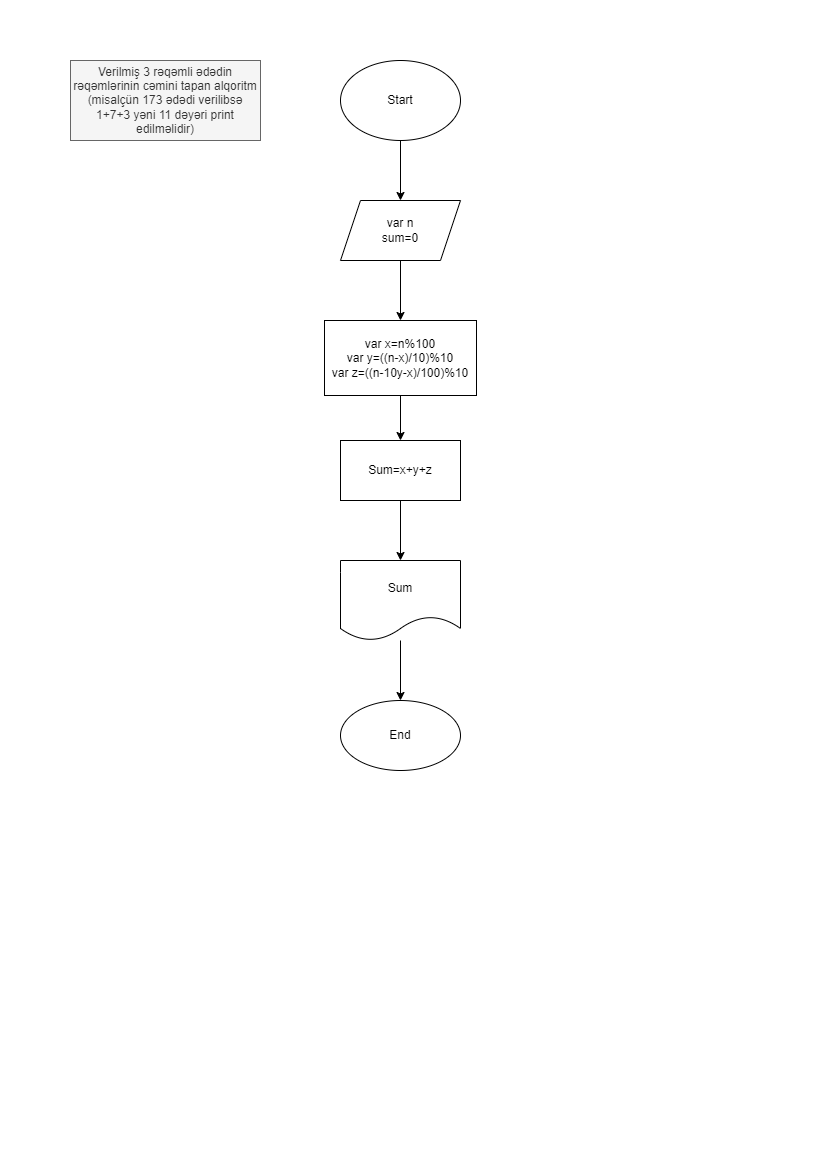 Verilmiş 3 rəqəmli ədədin
rəqəmlərinin cəmini tapan alqoritm
(misalçün 173 ədədi verilibsə
1+7+3 yəni 11 dəyəri print
edilməlidir)
Start
var n
sum=0
var x=n%100
var y=((n-x)/10)%10
var z=((n-10y-x)/100)%10
Sum=x+y+z
Sum
End